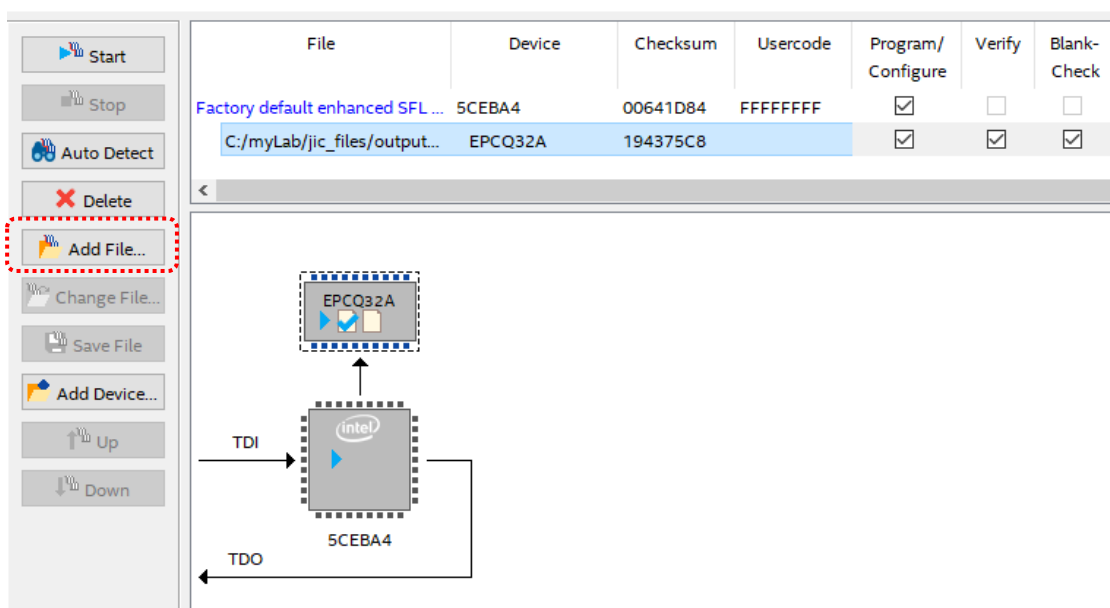 Start
Stop
Auto Detect
Delete
Add File...
Change File...
Save File
Add Device...
Up
Down
File Device Checksum Usercode Program/ Verify Blank-
Configure Check
Factory default enhanced SFL ... 5CEBA4 00641D84 FFFFFFFF
C:/myLab/jic_files/output... EPCQ32A 194375C8
EPCQ32A
intel
TDI
5CEBA4
TDO